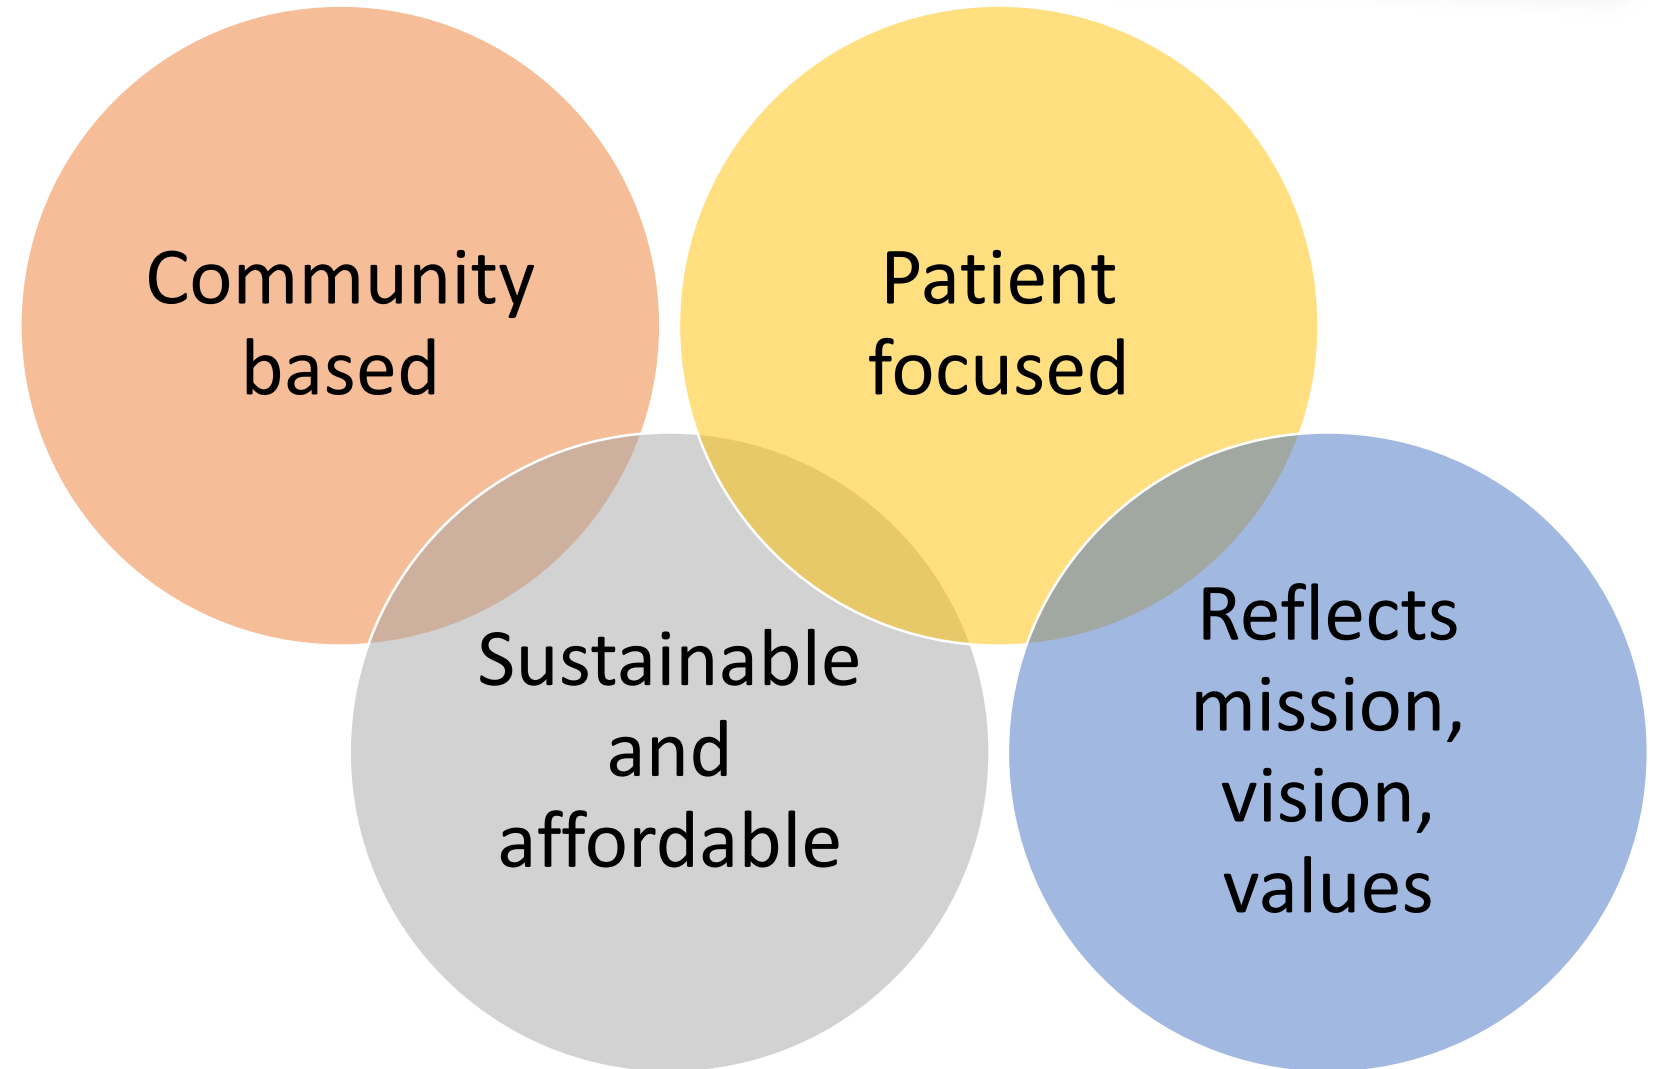 Community
based
Patient
focused
Sustainable
and
affordable
Reflects
mission,
vision,
values